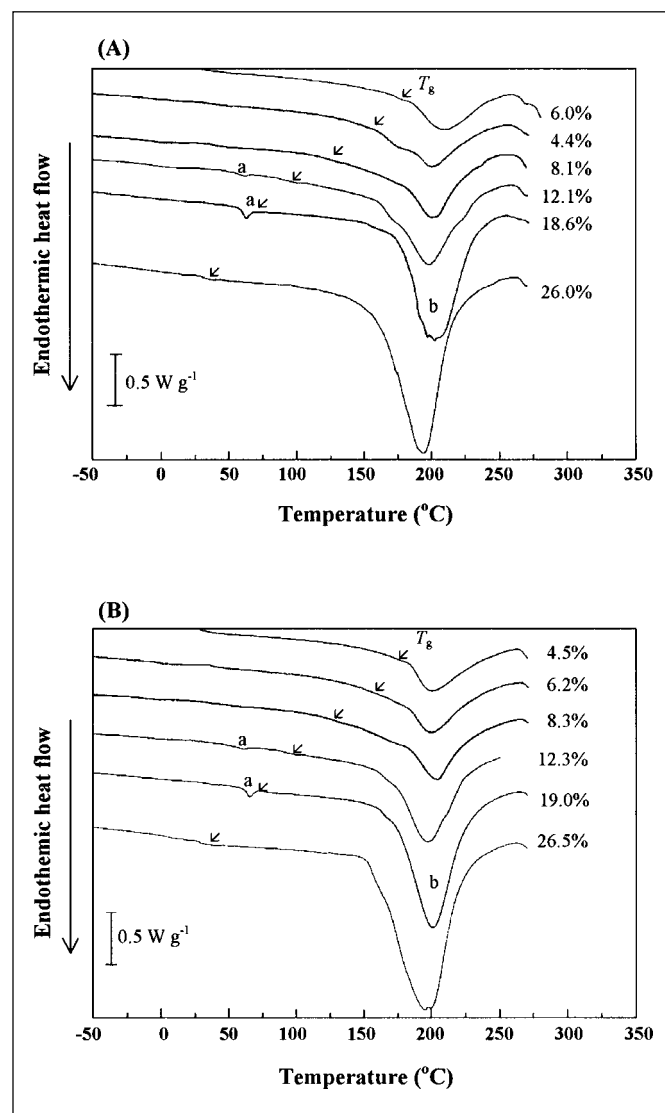 (A)
Tg
6.0%
4.4%
8.1%
a
12.1%
a
18.6%
b
26.0%
Endothermic heat flow
0.5 W g-1
-50 0 50 100 150 200 250 300 350
Temperature (oC)
(B)
Tg
4.5%
6.2%
8.3%
a
12.3%
a
19.0%
26.5%
b
Endothemic heat flow
0.5 W g-1
-50 0 50 100 150 200 250 300 350
Temperature (oC)